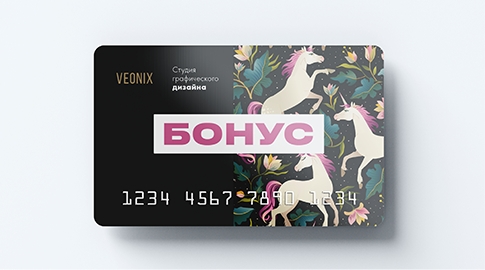 VEONIX
Студия
графического
дизайна
БОНУС
1234 4567 7890 1234